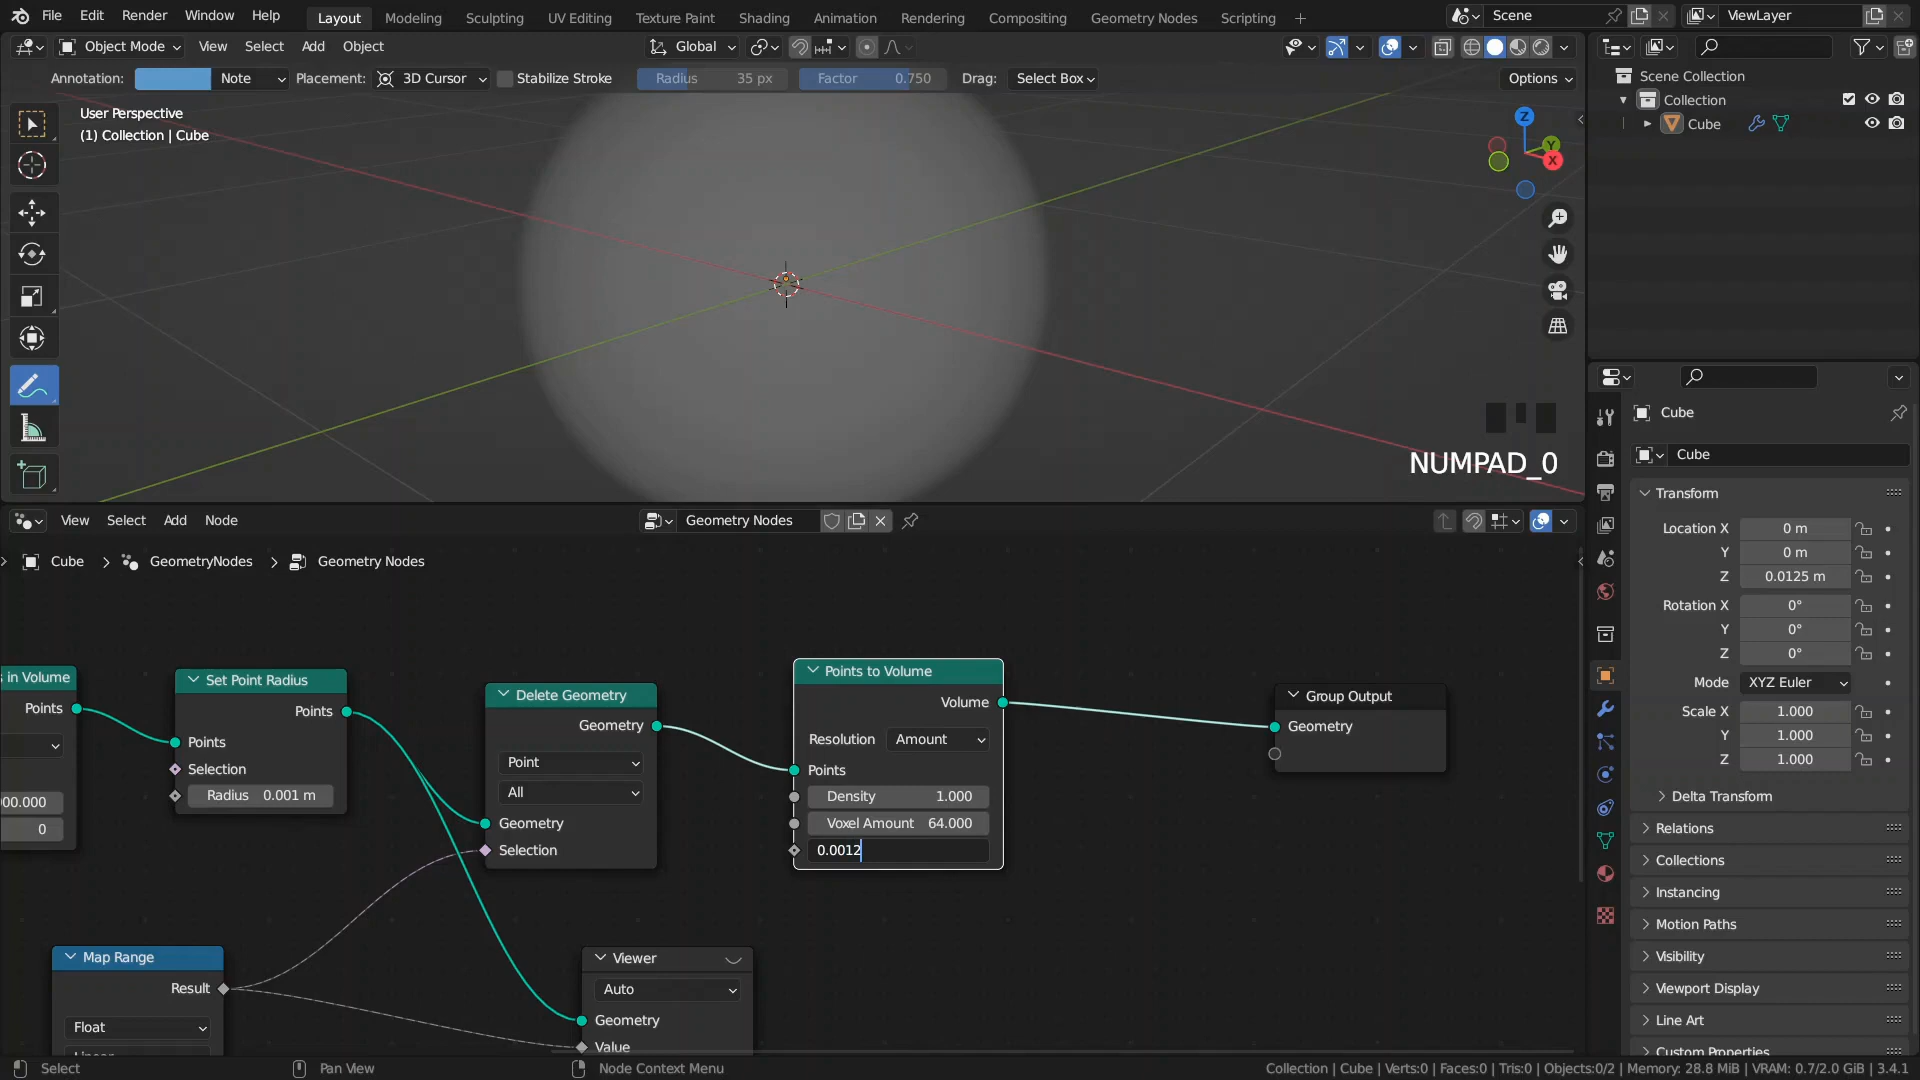 File Edit Render Window Help Layout Modeling Sculpting UV Editing Texture Paint Shading Animation Rendering Compositing Geometry Nodes Scripting + Scene ViewLayer
Object Mode View Select Add Object Global
Annotation: Note Placement: 3D Cursor Stabilize Stroke Radius 35 px Factor 0.750 Drag: Select Box Options
Scene Collection
Collection
Cube
User Perspective
(1) Collection | Cube
Z
Y
X
NUMPAD_0
View Select Add Node Geometry Nodes
Cube > GeometryNodes > Geometry Nodes
s in Volume
Points
00.000
0
Set Point Radius
Points
Points
Selection
Radius 0.001 m
Delete Geometry
Geometry
Point
All
Geometry
Selection
Points to Volume
Volume
Resolution Amount
Points
Density 1.000
Voxel Amount 64.000
0.0012
Group Output
Geometry
Map Range
Result
Float
Viewer
Auto
Geometry
Value
Cube
Cube
Transform
Location X 0 m
Y 0 m
Z 0.0125 m
Rotation X 0°
Y 0°
Z 0°
Mode XYZ Euler
Scale X 1.000
Y 1.000
Z 1.000
Delta Transform
Relations
Collections
Instancing
Motion Paths
Visibility
Viewport Display
Line Art
Custom Properties
Select Pan View Node Context Menu Collection | Cube | Verts:0 | Faces:0 | Tris:0 | Objects:0/2 | Memory: 28.8 MiB | VRAM: 0.7/2.0 GiB | 3.4.1